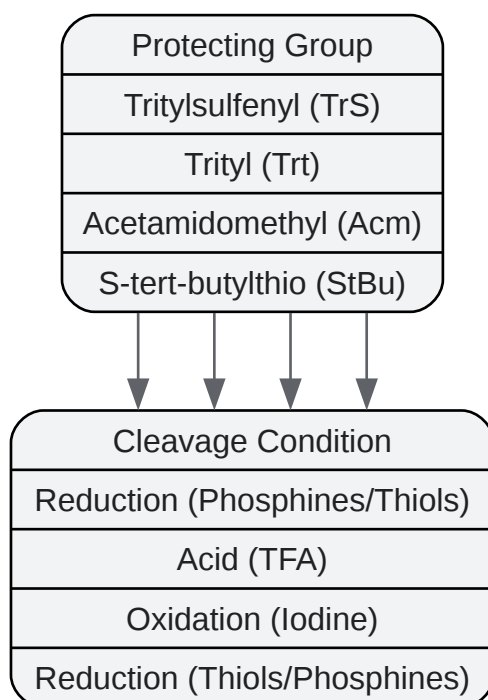 Protecting Group
Tritylsulfenyl (TrS)
Trityl (Trt)
Acetamidomethyl (Acm)
S-tert-butylthio (StBu)
Cleavage Condition
Reduction (Phosphines/Thiols)
Acid (TFA)
Oxidation (Iodine)
Reduction (Thiols/Phosphines)